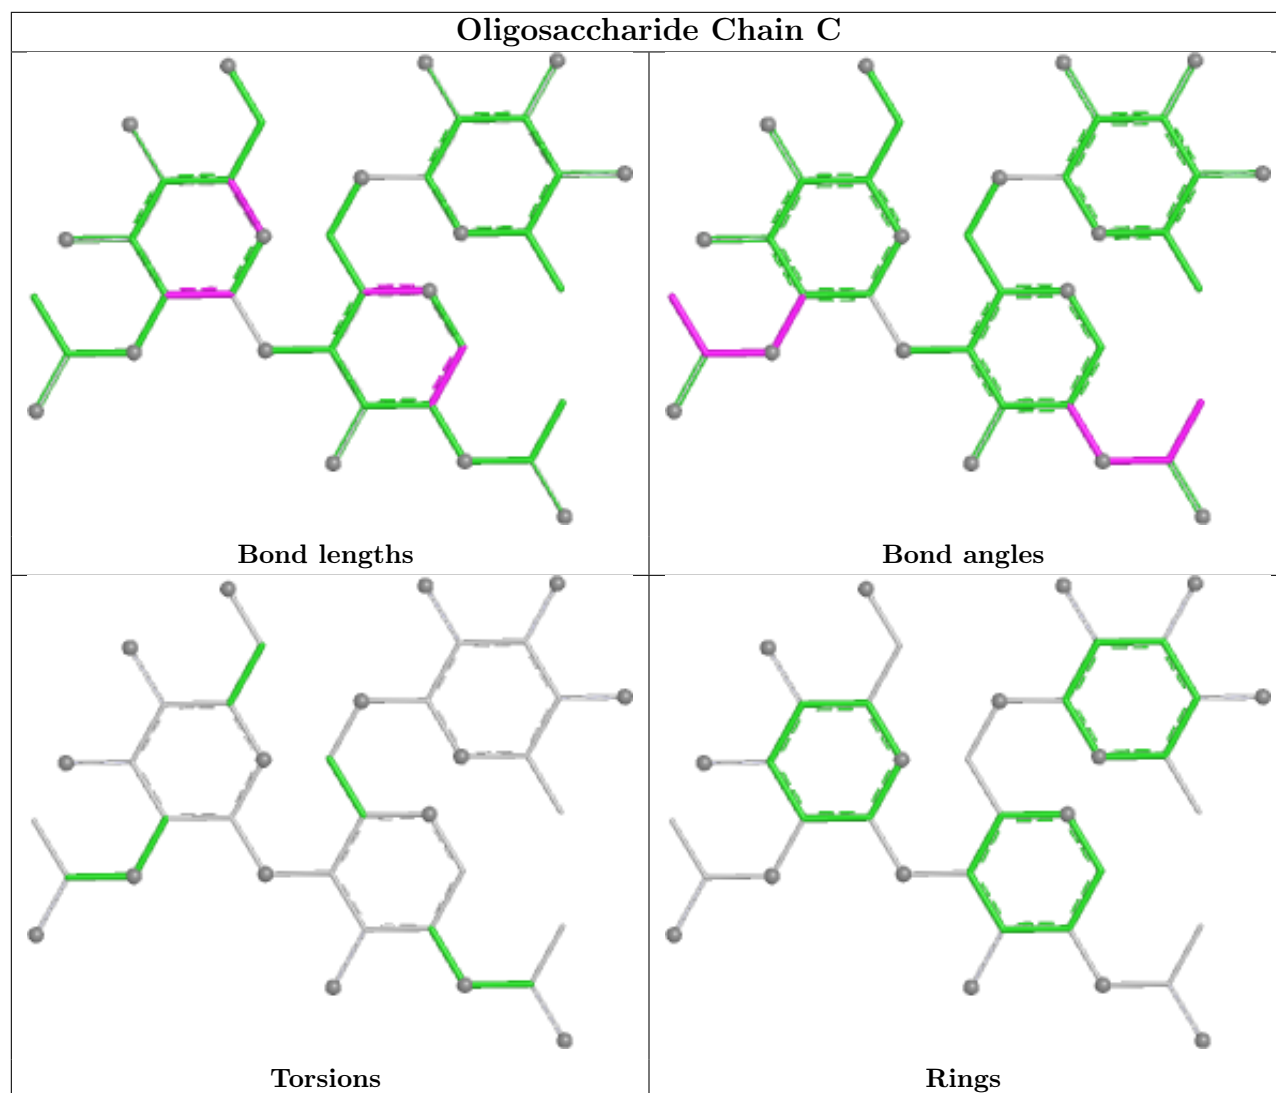 Oligosaccharide Chain C
Bond lengths
Bond angles
Torsions
Rings